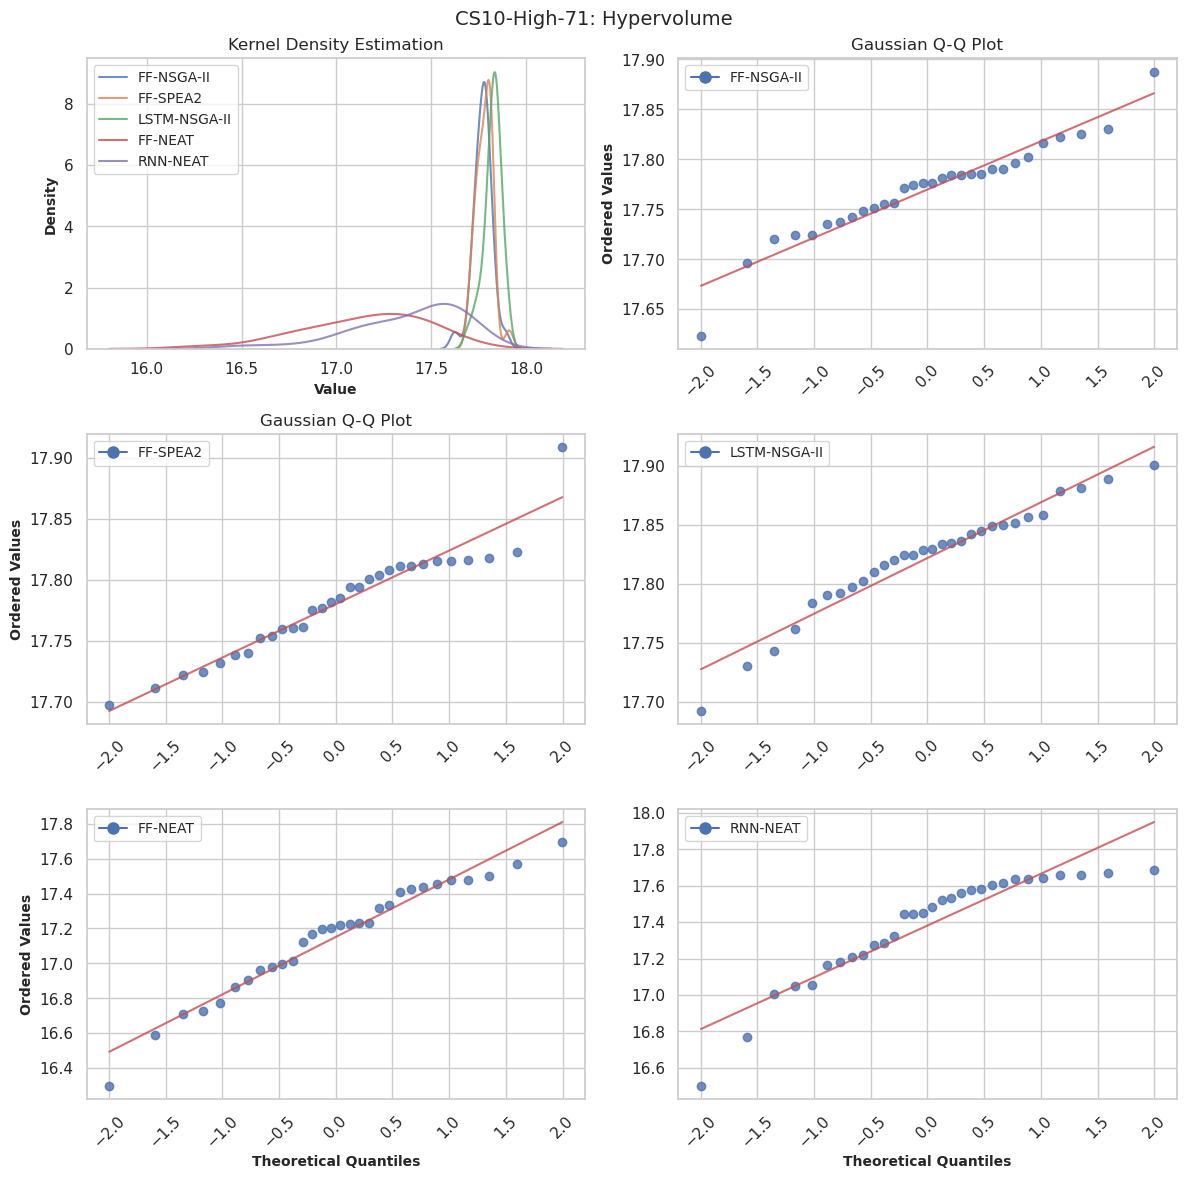 CS10-High-71: Hypervolume
Kernel Density Estimation
FF-NSGA-II
FF-SPEA2
LSTM-NSGA-II
FF-NEAT
RNN-NEAT
Density
8
6
4
2
0
16.0 16.5 17.0 17.5 18.0
Value
Gaussian Q-Q Plot
FF-NSGA-II
Ordered Values
17.90
17.85
17.80
17.75
17.70
17.65
−2.0 −1.5 −1.0 −0.5 0.0 0.5 1.0 1.5 2.0
Gaussian Q-Q Plot
FF-SPEA2
Ordered Values
17.90
17.85
17.80
17.75
17.70
−2.0 −1.5 −1.0 −0.5 0.0 0.5 1.0 1.5 2.0
LSTM-NSGA-II
17.90
17.85
17.80
17.75
17.70
−2.0 −1.5 −1.0 −0.5 0.0 0.5 1.0 1.5 2.0
FF-NEAT
Ordered Values
17.8
17.6
17.4
17.2
17.0
16.8
16.6
16.4
−2.0 −1.5 −1.0 −0.5 0.0 0.5 1.0 1.5 2.0
Theoretical Quantiles
RNN-NEAT
18.0
17.8
17.6
17.4
17.2
17.0
16.8
16.6
−2.0 −1.5 −1.0 −0.5 0.0 0.5 1.0 1.5 2.0
Theoretical Quantiles